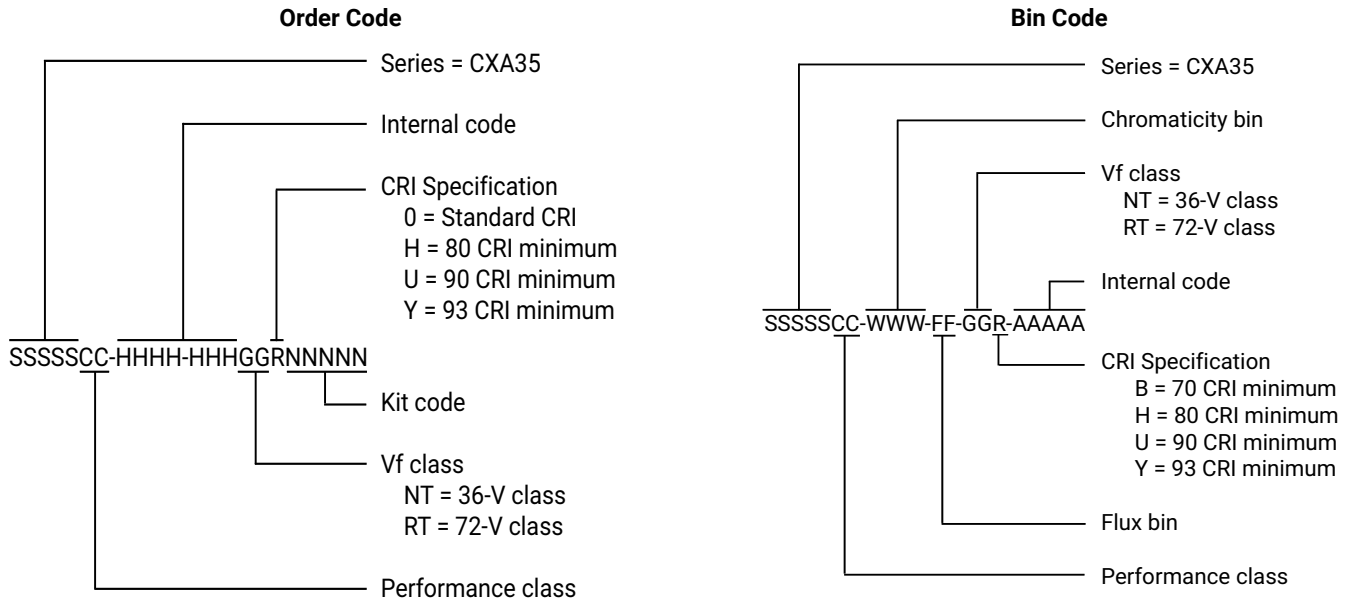 Order Code
Series = CXA35
Internal code
CRI Specification
0 = Standard CRI
H = 80 CRI minimum
U = 90 CRI minimum
Y = 93 CRI minimum
SSSSSCC-HHHH-HHHGGRNNNNN
Kit code
Vf class
NT = 36-V class
RT = 72-V class
Performance class
Bin Code
Series = CXA35
Chromaticity bin
Vf class
NT = 36-V class
RT = 72-V class
Internal code
SSSSSCC-WWW-FF-GGR-AAAAA
CRI Specification
B = 70 CRI minimum
H = 80 CRI minimum
U = 90 CRI minimum
Y = 93 CRI minimum
Flux bin
Performance class